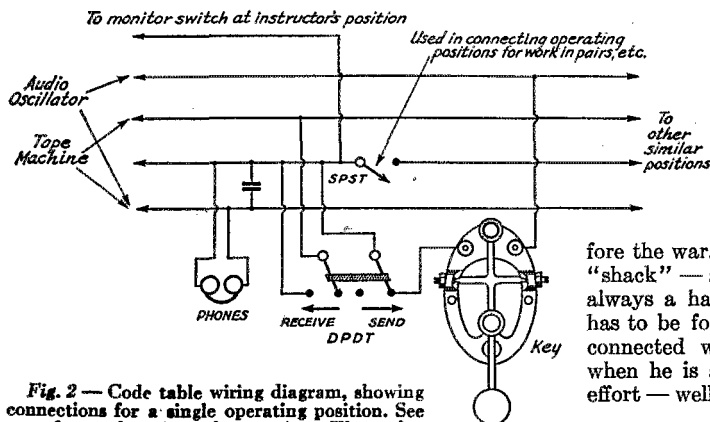 To monitor switch at instructor's position
Used in connecting operating
positions for work in pairs, etc.
Audio
Oscillator
Tape
Machine
To
other
similar
positions
SPST
PHONES
RECEIVE
SEND
DPDT
Key
Fig. 2 — Code table wiring diagram, showing
connections for a single operating position. See
fore the war.
"shack" —
always a ha
has to be fo
connected w
when he is
effort — well